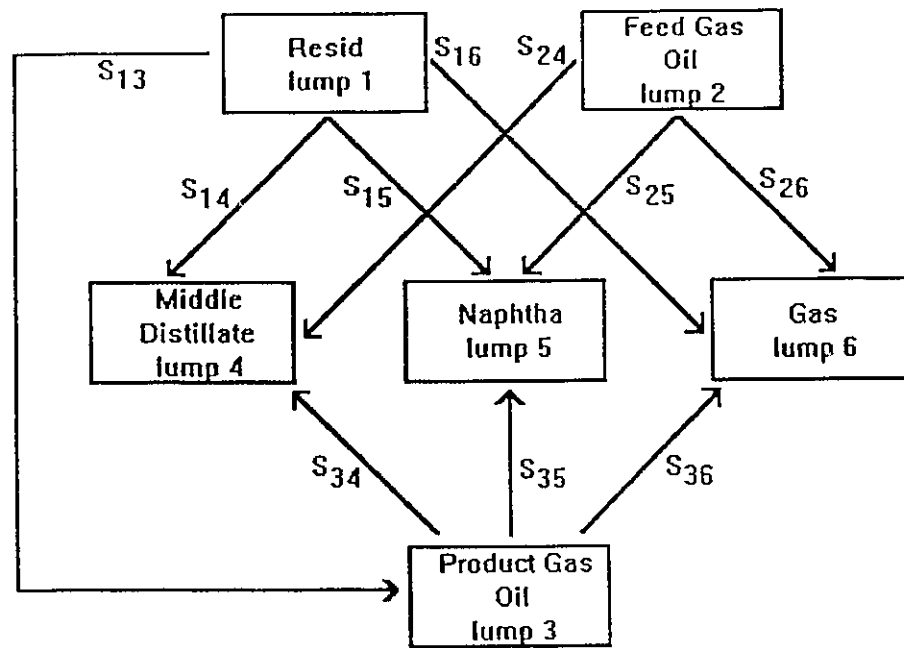 Resid
lump 1
Feed Gas
Oil
lump 2
S13
S16
S24
S14
S15
S25
S26
Middle
Distillate
lump 4
Naphtha
lump 5
Gas
lump 6
S34
S35
S36
Product Gas
Oil
lump 3